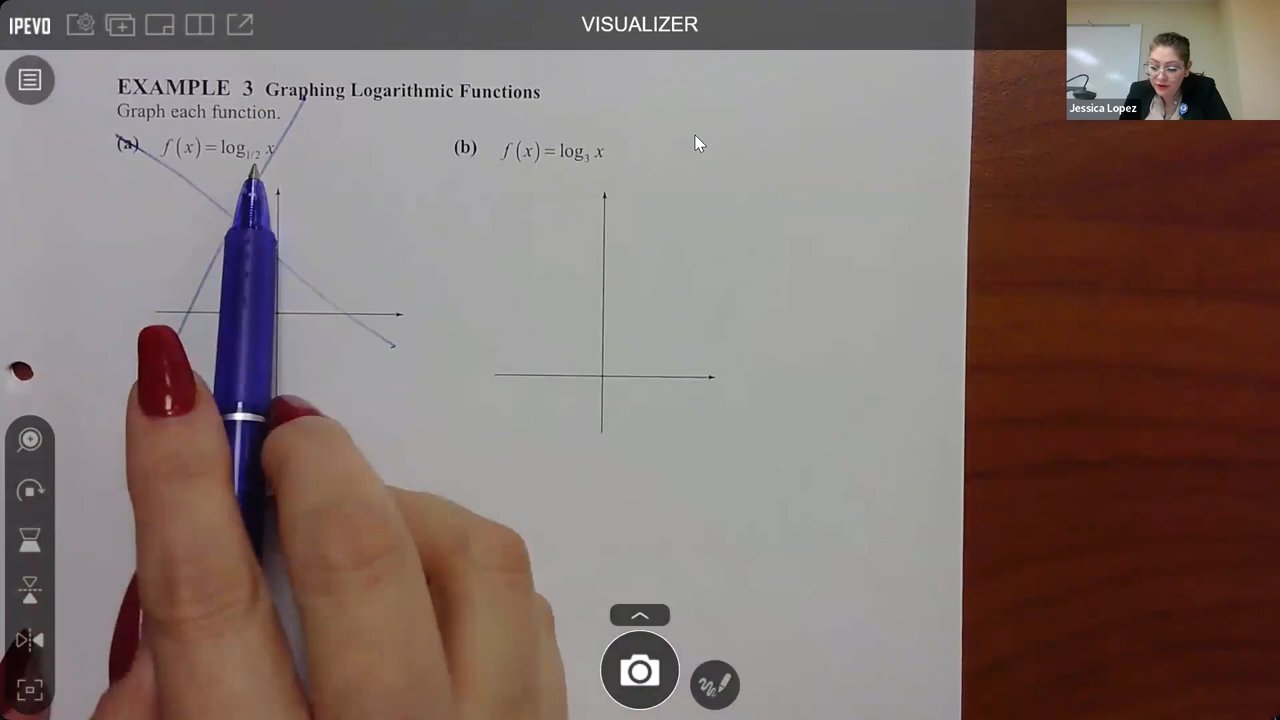 IPEVO
VISUALIZER
Jessica Lopez
EXAMPLE 3 Graphing Logarithmic Functions
Graph each function.
(a) f(x) = log₁/₂ x
(b) f(x) = log₃ x